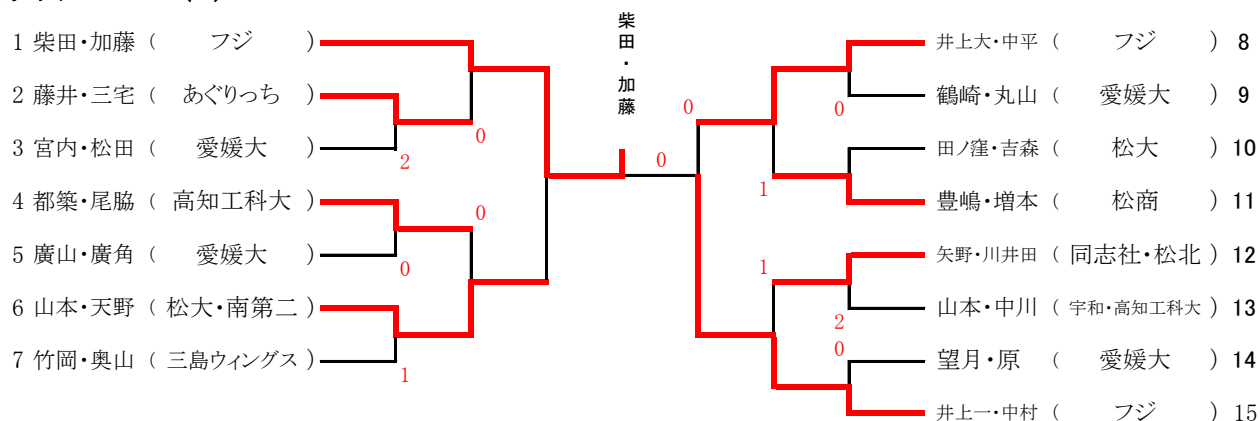 1 柴田・加藤 ( フジ )
2 藤井・三宅 ( あぐりっち )
3 宮内・松田 ( 愛媛大 )
4 都築・尾脇 ( 高知工科大 )
5 廣山・廣角 ( 愛媛大 )
6 山本・天野 ( 松大・南第二 )
7 竹岡・奥山 ( 三島ウィングス )
0
2
0
0
1
柴田・加藤
0
0
0
1
1
2
0
井上大・中平 ( フジ ) 8
鶴崎・丸山 ( 愛媛大 ) 9
田ノ窪・吉森 ( 松大 ) 10
豊嶋・増本 ( 松商 ) 11
矢野・川井田 ( 同志社・松北 ) 12
山本・中川 ( 宇和・高知工科大 ) 13
望月・原 ( 愛媛大 ) 14
井上一・中村 ( フジ ) 15